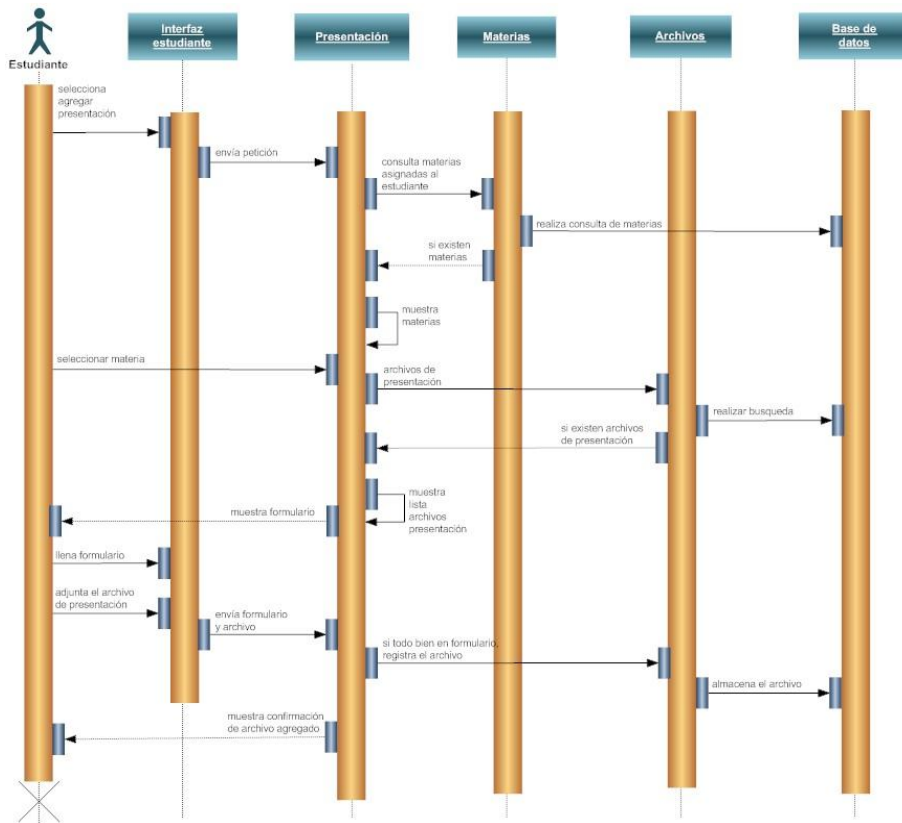 Estudiante
Interfaz
estudiante
Presentación
Materias
Archivos
Base de
datos
selecciona
agregar
presentación
envía petición
consulta materias
asignadas al
estudiante
realiza consulta de materias
si existen
materias
muestra
materias
seleccionar materia
archivos de
presentación
realizar busqueda
si existen archivos
de presentación
muestra
lista
archivos
presentación
muestra formulario
llena formulario
adjunta el archivo
de presentación
envía formulario
y archivo
si todo bien en formulario,
registra el archivo
almacena el archivo
muestra confirmación
de archivo agregado